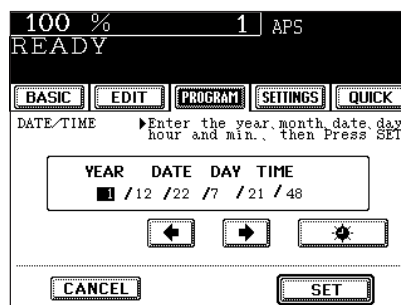 100 % 1 APS
READY
BASIC EDIT PROGRAM SETTINGS QUICK
DATE/TIME ▶Enter the year、month、date、day
hour and min.、 then Press SET
YEAR DATE DAY TIME
1 /12 /22 /7 /21 /48
CANCEL SET